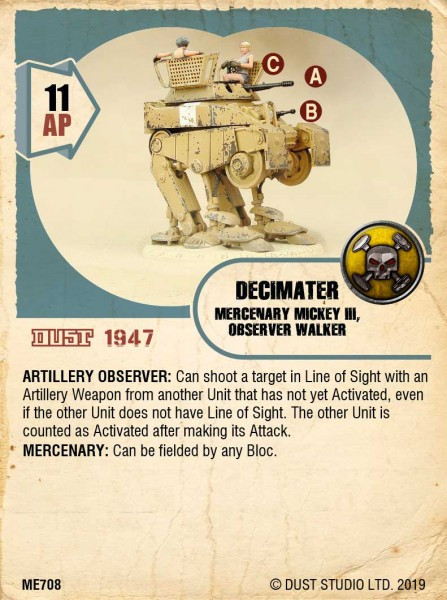 11
AP
C
A
B
DECIMATER
MERCENARY MICKEY III,
OBSERVER WALKER
DUST 1947
ARTILLERY OBSERVER: Can shoot a target in Line of Sight with an
Artillery Weapon from another Unit that has not yet Activated, even
if the other Unit does not have Line of Sight. The other Unit is
counted as Activated after making its Attack.
MERCENARY: Can be fielded by any Bloc.
ME708
© DUST STUDIO LTD. 2019